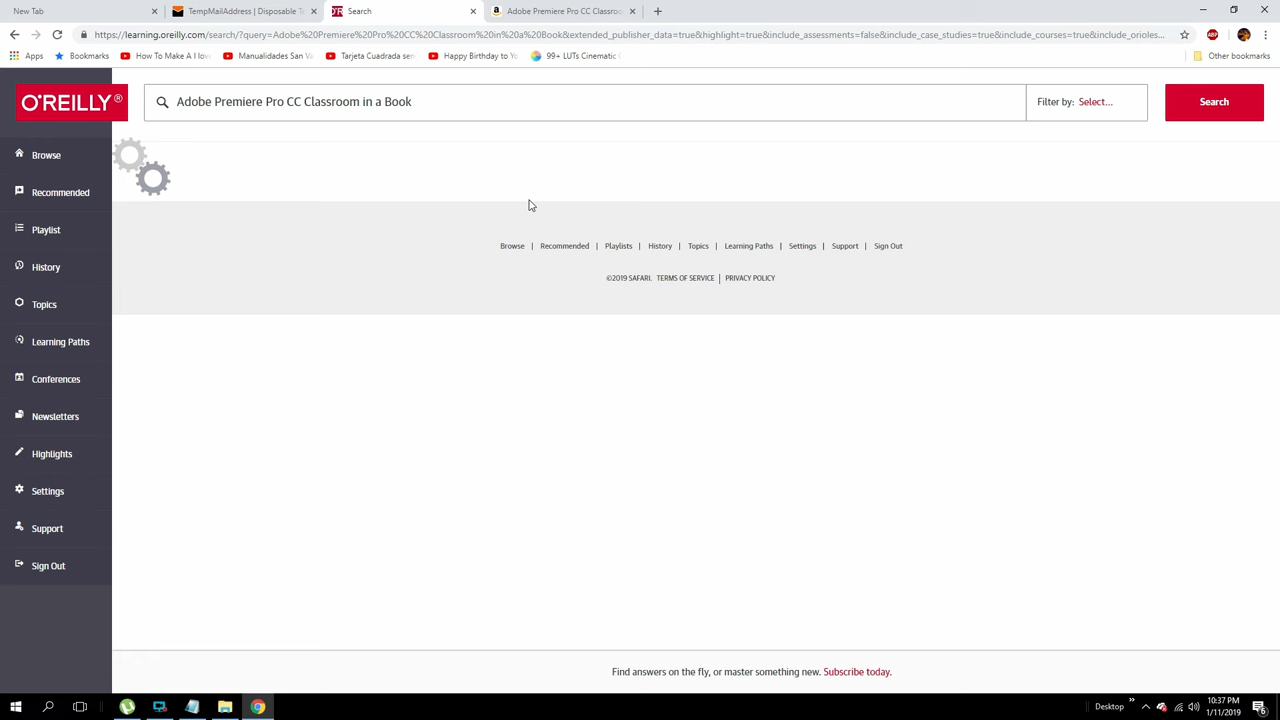 New Tab
TempMailAddress | Disposable Te
Search
Adobe Premiere Pro CC Classroom
https://learning.oreilly.com/search/?query=Adobe%20Premiere%20Pro%20CC%20Classroom%20in%20a%20Book&extended_publisher_data=true&highlight=true&include_assessments=false&include_case_studies=true&include_courses=true&include_orioles...
ABP
Apps
Bookmarks
How To Make A I love
Manualidades San Va
Tarjeta Cuadrada sen
Happy Birthday to Yo
99+ LUTs Cinematic C
Other bookmarks
O'REILLY®
Adobe Premiere Pro CC Classroom in a Book
Filter by: Select...
Search
Browse
Recommended
Playlist
History
Topics
Learning Paths
Conferences
Newsletters
Highlights
Settings
Support
Sign Out
Browse | Recommended | Playlists | History | Topics | Learning Paths | Settings | Support | Sign Out
©2019 SAFARI. TERMS OF SERVICE | PRIVACY POLICY
Find answers on the fly, or master something new. Subscribe today.
Desktop
10:37 PM
1/11/2019
6